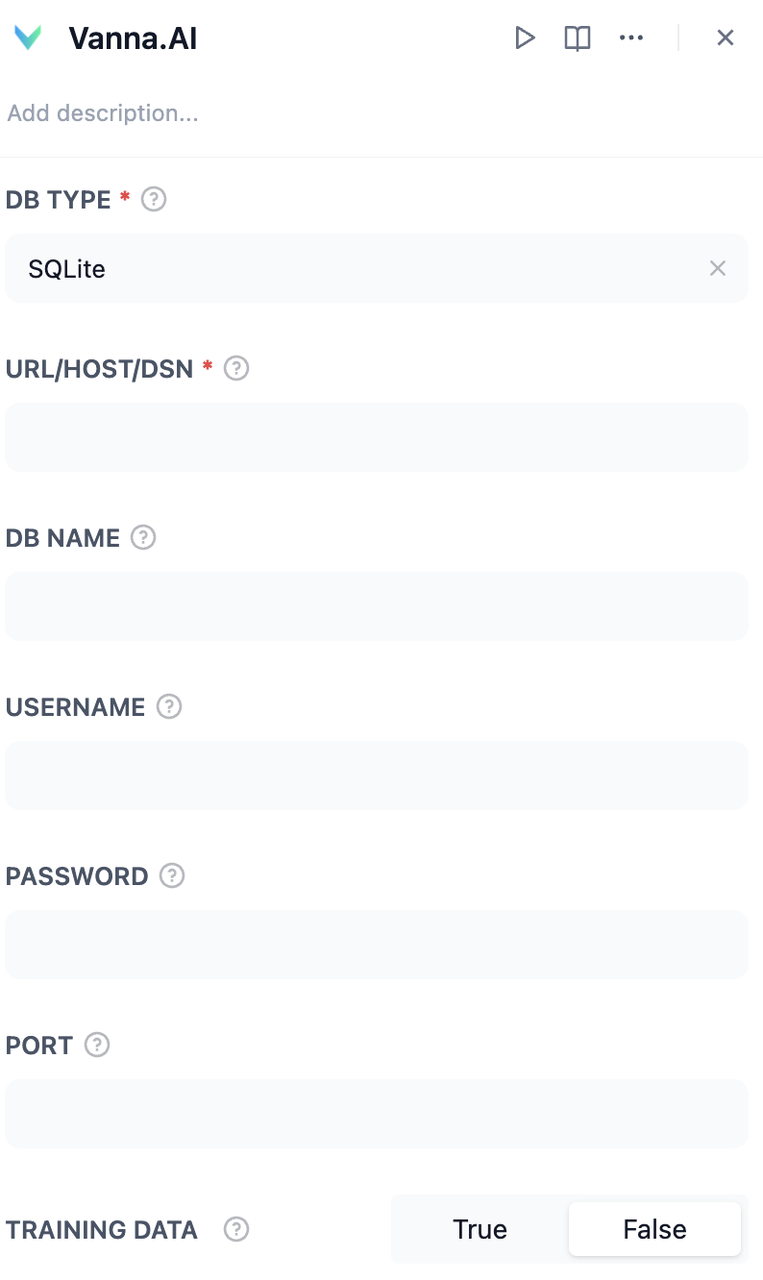 Vanna.AI
Add description...
DB TYPE *
SQLite
URL/HOST/DSN *
DB NAME
USERNAME
PASSWORD
PORT
TRAINING DATA True False